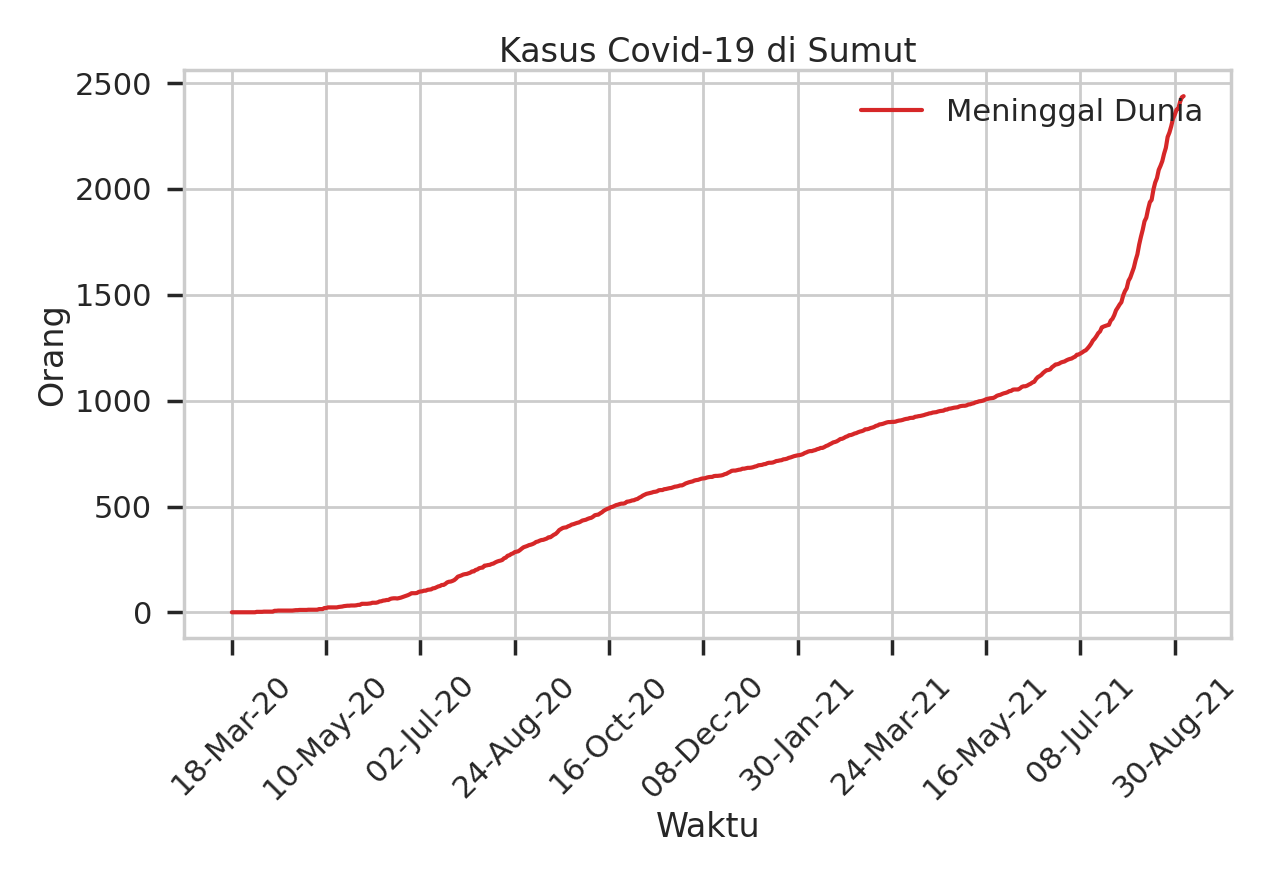 Kasus Covid-19 di Sumut
Meninggal Dunia
Orang
2500
2000
1500
1000
500
0
18-Mar-20
10-May-20
02-Jul-20
24-Aug-20
16-Oct-20
08-Dec-20
30-Jan-21
24-Mar-21
16-May-21
08-Jul-21
30-Aug-21
Waktu